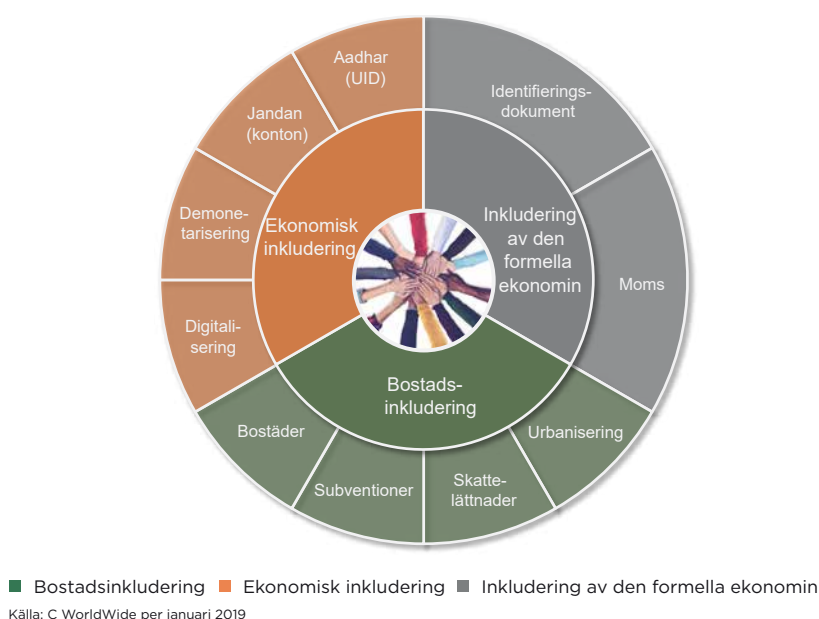 Aadhar
(UID)
Identifierings-
dokument
Jandan
(konton)
Demone-
tarisering
Ekonomisk
inkludering
Inkludering
av den
formella
ekonomin
Moms
Digitali-
sering
Bostads-
inkludering
Bostäder
Urbanisering
Subventioner
Skatte-
lättnader
Bostadsinkludering Ekonomisk inkludering Inkludering av den formella ekonomin
Källa: C WorldWide per januari 2019